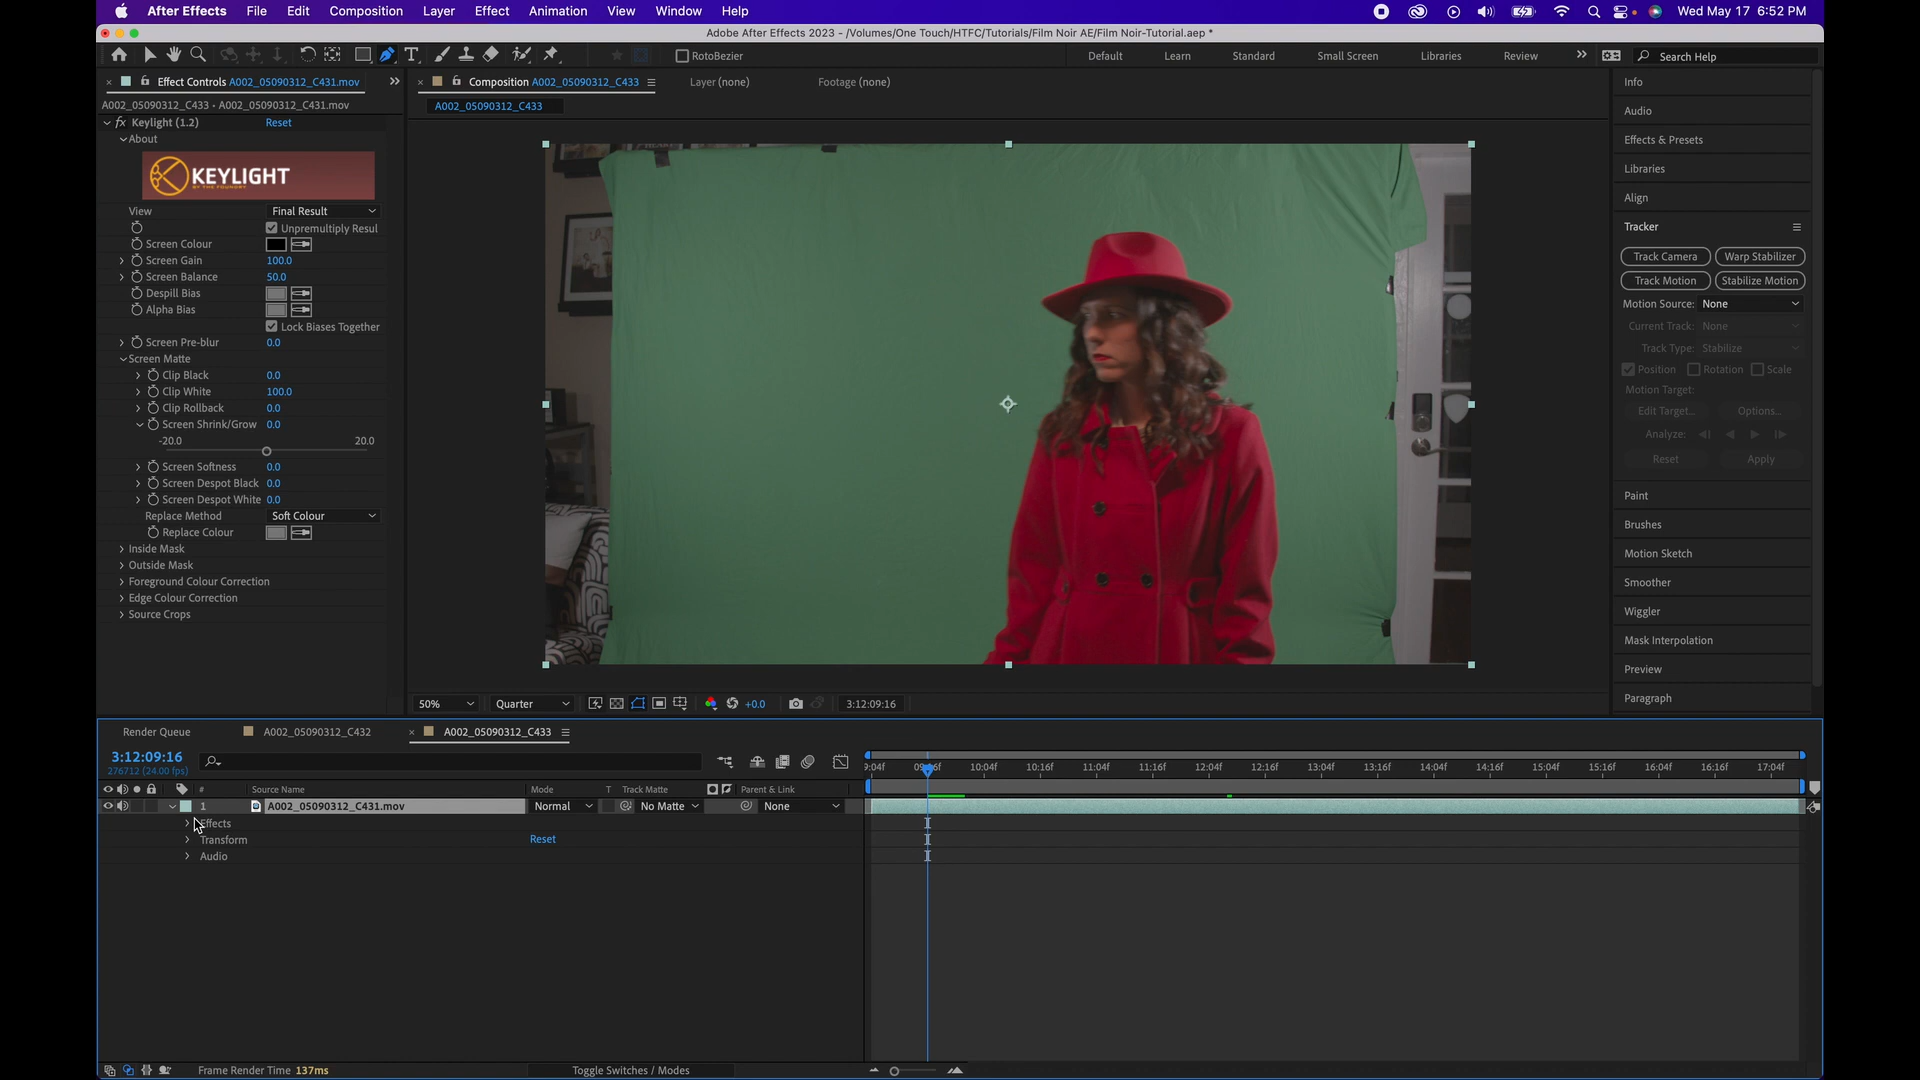 After Effects File Edit Composition Layer Effect Animation View Window Help Wed May 17 6:52 PM
Adobe After Effects 2023 - /Volumes/One Touch/HTFC/Tutorials/Film Noir AE/Film Noir-Tutorial.aep *
RotoBezier Default Learn Standard Small Screen Libraries Review Search Help
Effect Controls A002_05090312_C431.mov
Composition A002_05090312_C433 Layer (none) Footage (none)
A002_05090312_C433 • A002_05090312_C431.mov
A002_05090312_C433
fx Keylight (1.2) Reset
About
KEYLIGHT
BY THE FOUNDRY
View Final Result
Unpremultiply Resul
Screen Colour
Screen Gain 100.0
Screen Balance 50.0
Despill Bias
Alpha Bias
Lock Biases Together
Screen Pre-blur 0.0
Screen Matte
Clip Black 0.0
Clip White 100.0
Clip Rollback 0.0
Screen Shrink/Grow 0.0
-20.0 20.0
Screen Softness 0.0
Screen Despot Black 0.0
Screen Despot White 0.0
Replace Method Soft Colour
Replace Colour
Inside Mask
Outside Mask
Foreground Colour Correction
Edge Colour Correction
Source Crops
50% Quarter +0.0 3:12:09:16
Info
Audio
Effects & Presets
Libraries
Align
Tracker
Track Camera Warp Stabilizer
Track Motion Stabilize Motion
Motion Source: None
Current Track: None
Track Type: Stabilize
Position Rotation Scale
Motion Target:
Edit Target... Options...
Analyze:
Reset Apply
Paint
Brushes
Motion Sketch
Smoother
Wiggler
Mask Interpolation
Preview
Paragraph
Render Queue A002_05090312_C432 A002_05090312_C433
3:12:09:16
276712 (24.00 fps)
9:04f 10:04f 10:16f 11:04f 11:16f 12:04f 12:16f 13:04f 13:16f 14:04f 14:16f 15:04f 15:16f 16:04f 16:16f 17:04f
# Source Name Mode T Track Matte Parent & Link
1 A002_05090312_C431.mov Normal No Matte None
Effects
Transform Reset
Audio
Frame Render Time 137ms Toggle Switches / Modes